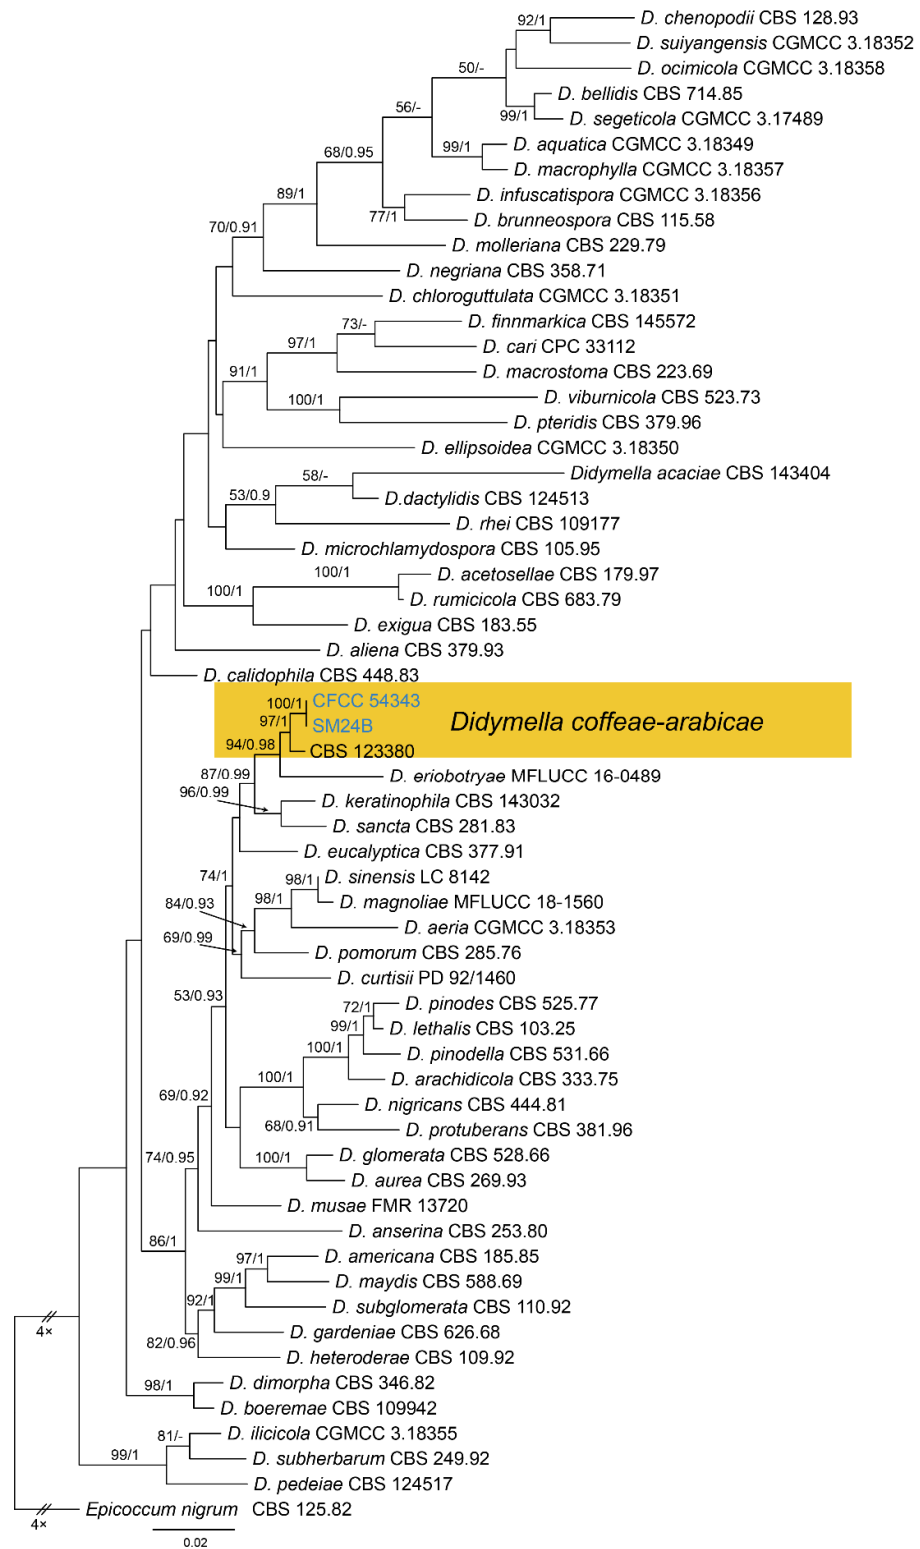 92/1
D. chenopodii CBS 128.93
D. suiyangensis CGMCC 3.18352
50/-
D. ocimicola CGMCC 3.18358
D. bellidis CBS 714.85
56/-
99/1
D. segeticola CGMCC 3.17489
99/1
D. aquatica CGMCC 3.18349
68/0.95
D. macrophylla CGMCC 3.18357
89/1
D. infuscatispora CGMCC 3.18356
77/1
D. brunneospora CBS 115.58
70/0.91
D. molleriana CBS 229.79
D. negriana CBS 358.71
D. chloroguttulata CGMCC 3.18351
73/-
D. finnmarkica CBS 145572
97/1
D. cari CPC 33112
91/1
D. macrostoma CBS 223.69
100/1
D. viburnicola CBS 523.73
D. pteridis CBS 379.96
D. ellipsoidea CGMCC 3.18350
58/-
Didymella acaciae CBS 143404
53/0.9
D.dactylidis CBS 124513
D. rhei CBS 109177
D. microchlamydospora CBS 105.95
100/1
D. acetosellae CBS 179.97
100/1
D. rumicicola CBS 683.79
D. exigua CBS 183.55
D. aliena CBS 379.93
D. calidophila CBS 448.83
100/1
CFCC 54343
97/1
SM24B
Didymella coffeae-arabicae
94/0.98
CBS 123380
87/0.99
D. eriobotryae MFLUCC 16-0489
96/0.99
D. keratinophila CBS 143032
D. sancta CBS 281.83
D. eucalyptica CBS 377.91
74/1
98/1
D. sinensis LC 8142
84/0.93
98/1
D. magnoliae MFLUCC 18-1560
D. aeria CGMCC 3.18353
69/0.99
D. pomorum CBS 285.76
D. curtisii PD 92/1460
53/0.93
72/1
D. pinodes CBS 525.77
99/1
D. lethalis CBS 103.25
100/1
D. pinodella CBS 531.66
100/1
D. arachidicola CBS 333.75
69/0.92
D. nigricans CBS 444.81
68/0.91
D. protuberans CBS 381.96
74/0.95
100/1
D. glomerata CBS 528.66
D. aurea CBS 269.93
D. musae FMR 13720
D. anserina CBS 253.80
86/1
97/1
D. americana CBS 185.85
99/1
D. maydis CBS 588.69
92/1
D. subglomerata CBS 110.92
4×
D. gardeniae CBS 626.68
82/0.96
D. heteroderae CBS 109.92
98/1
D. dimorpha CBS 346.82
D. boeremae CBS 109942
81/-
D. ilicicola CGMCC 3.18355
99/1
D. subherbarum CBS 249.92
D. pedeiae CBS 124517
Epicoccum nigrum CBS 125.82
4×
0.02